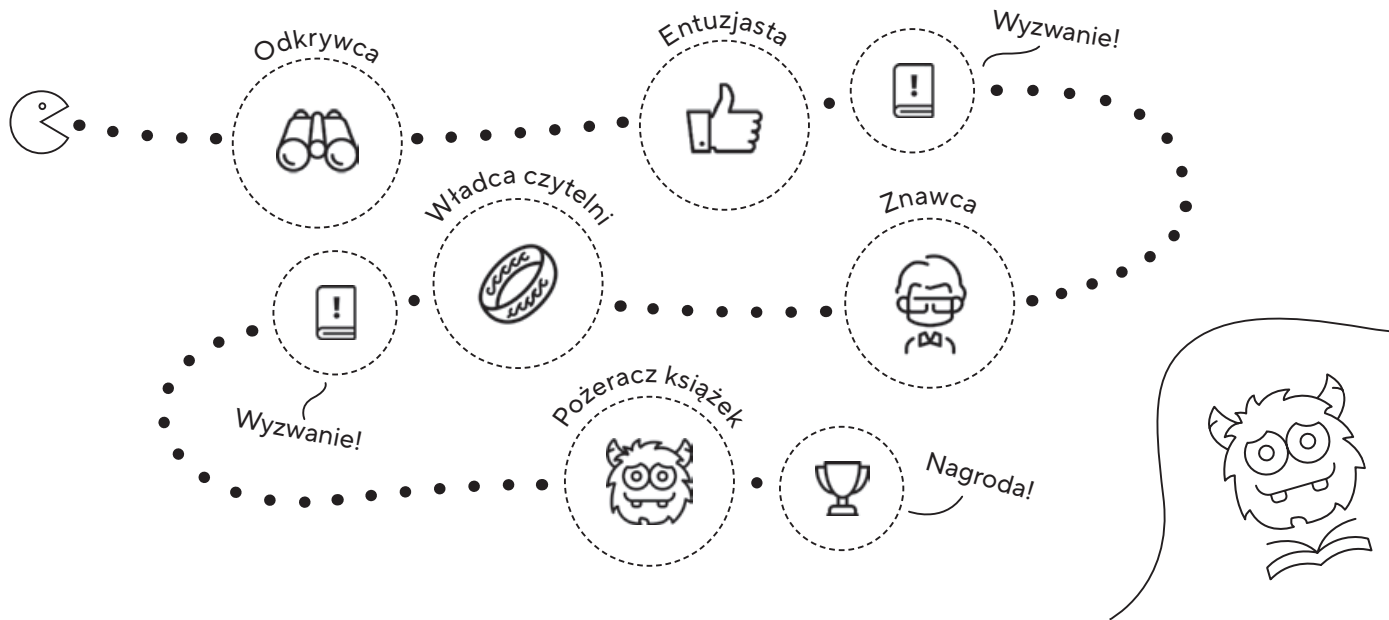 Odkrywca
Entuzjasta
Wyzwanie!
Znawca
Władca czytelni
Wyzwanie!
Pożeracz książek
Nagroda!